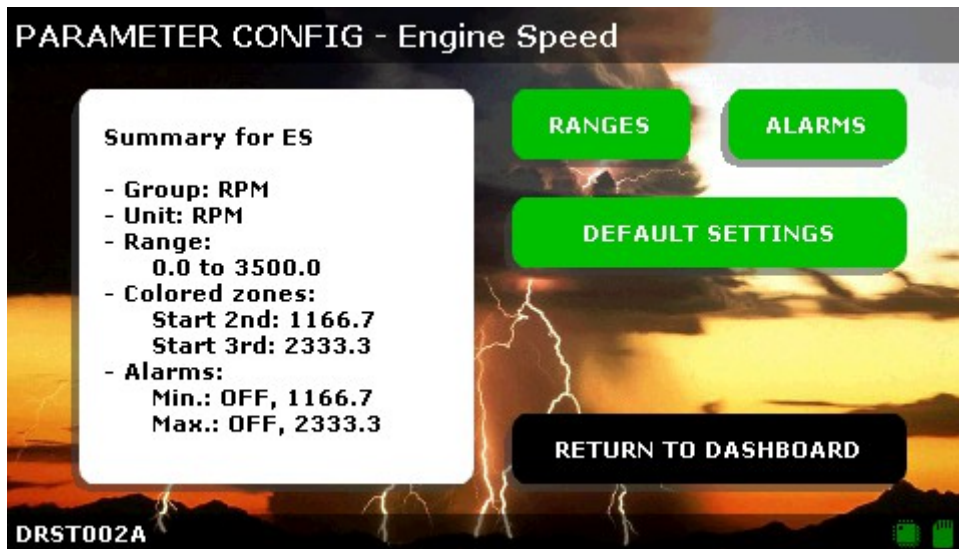 PARAMETER CONFIG - Engine Speed
Summary for ES
- Group: RPM
- Unit: RPM
- Range:
0.0 to 3500.0
- Colored zones:
Start 2nd: 1166.7
Start 3rd: 2333.3
- Alarms:
Min.: OFF, 1166.7
Max.: OFF, 2333.3
RANGES
ALARMS
DEFAULT SETTINGS
RETURN TO DASHBOARD
DRST002A